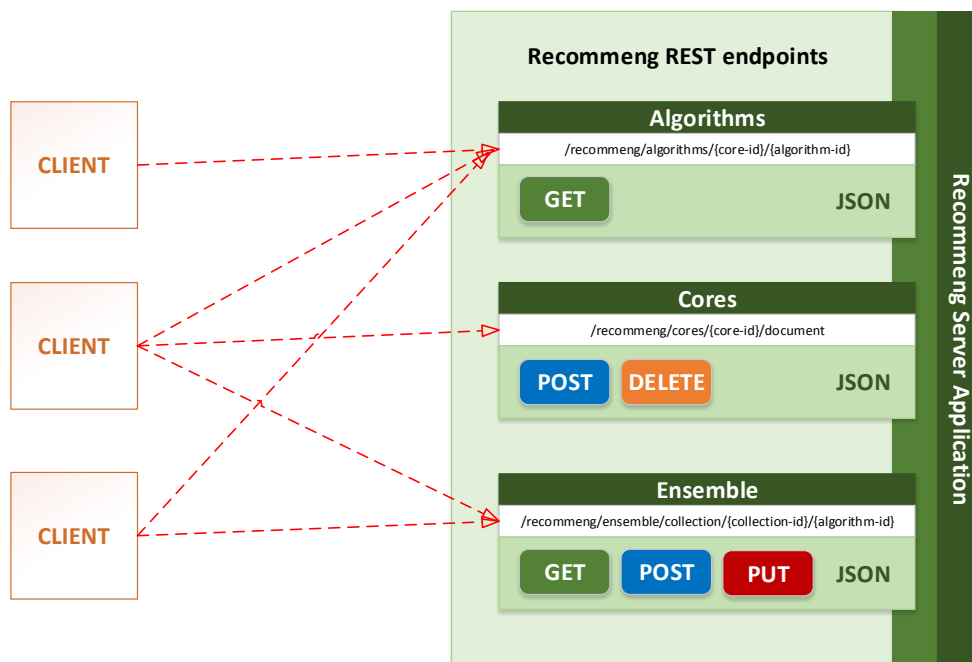 Recommeng REST endpoints
CLIENT
CLIENT
CLIENT
Algorithms
/recommeng/algorithms/{core-id}/{algorithm-id}
GET
JSON
Cores
/recommeng/cores/{core-id}/document
POST
DELETE
JSON
Ensemble
/recommeng/ensemble/collection/{collection-id}/{algorithm-id}
GET
POST
PUT
JSON
Recommeng Server Application